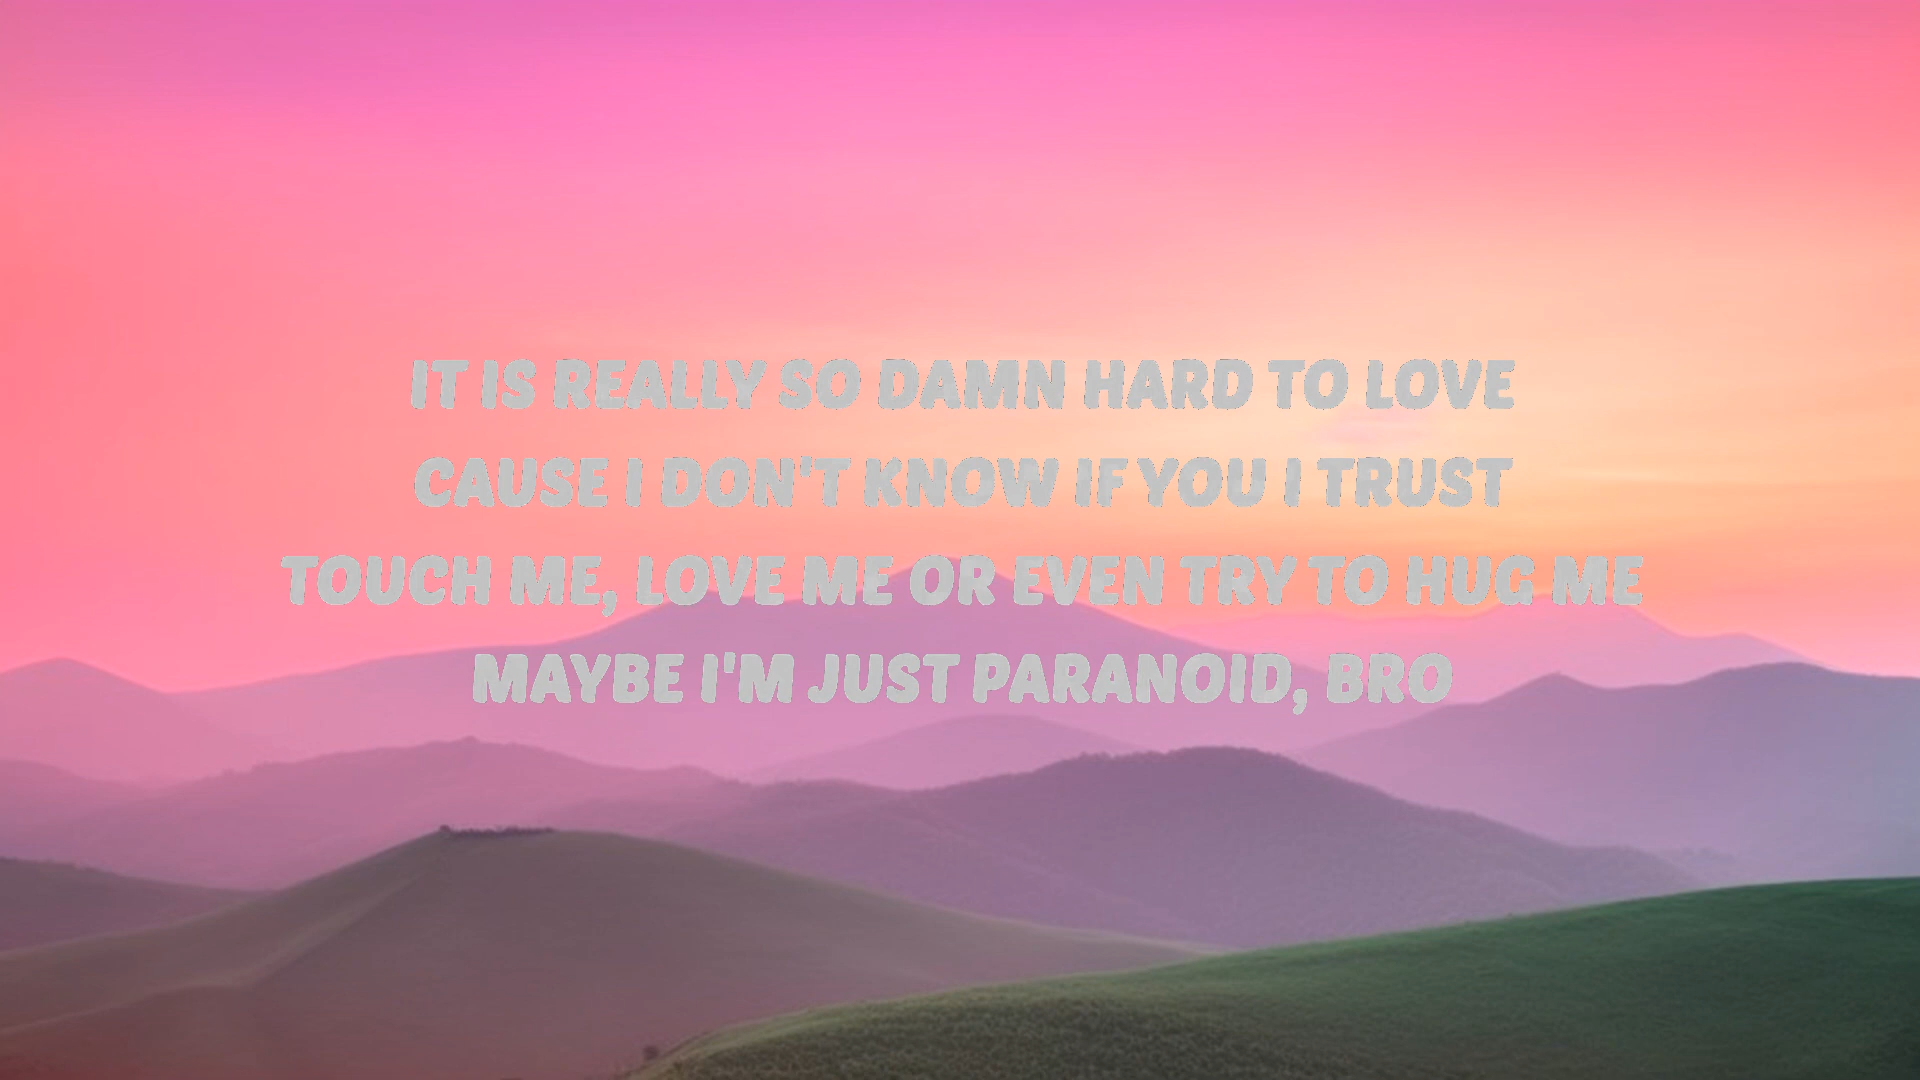 IT IS REALLY SO DAMN HARD TO LOVE
CAUSE I DON'T KNOW IF YOU I TRUST
TOUCH ME, LOVE ME OR EVEN TRY TO HUG ME
MAYBE I'M JUST PARANOID, BRO